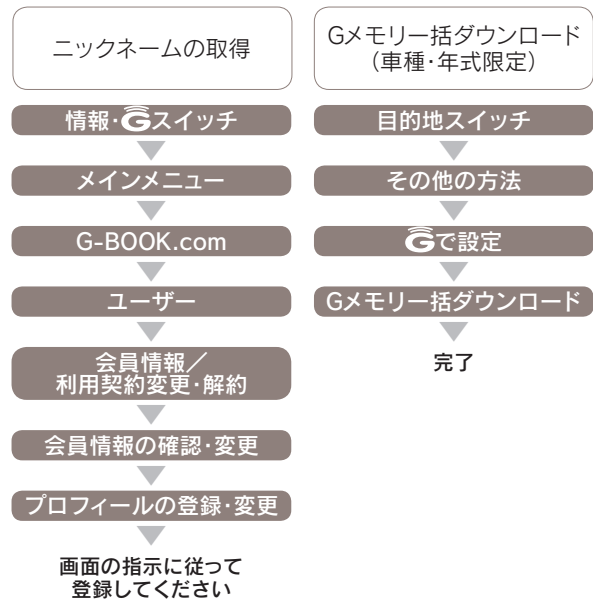 ニックネームの取得
情報・Gスイッチ
メインメニュー
G-BOOK.com
ユーザー
会員情報／
利用契約変更・解約
会員情報の確認・変更
プロフィールの登録・変更
画面の指示に従って
登録してください
Gメモリ一括ダウンロード
（車種・年式限定）
目的地スイッチ
その他の方法
Gで設定
Gメモリ一括ダウンロード
完了